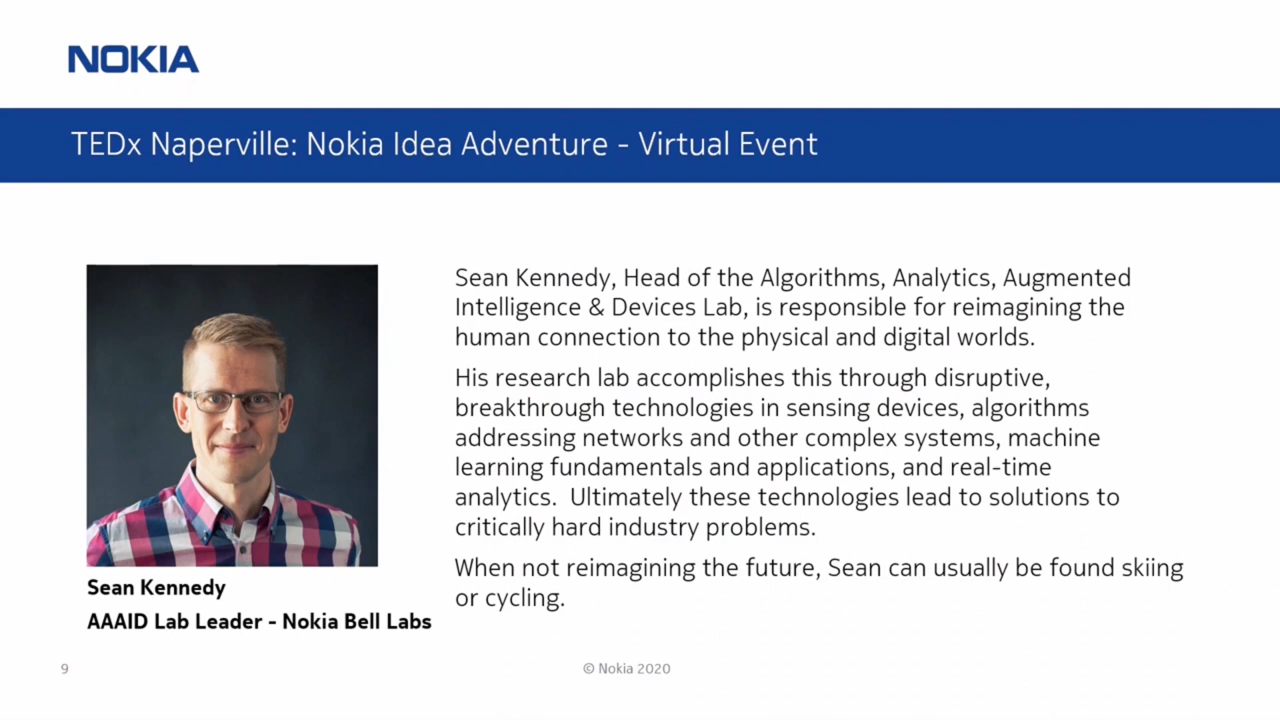 NOKIA
TEDx Naperville: Nokia Idea Adventure - Virtual Event
Sean Kennedy, Head of the Algorithms, Analytics, Augmented
Intelligence & Devices Lab, is responsible for reimagining the
human connection to the physical and digital worlds.
His research lab accomplishes this through disruptive,
breakthrough technologies in sensing devices, algorithms
addressing networks and other complex systems, machine
learning fundamentals and applications, and real-time
analytics.  Ultimately these technologies lead to solutions to
critically hard industry problems.
When not reimagining the future, Sean can usually be found skiing
or cycling.
Sean Kennedy
AAAID Lab Leader - Nokia Bell Labs
9
© Nokia 2020